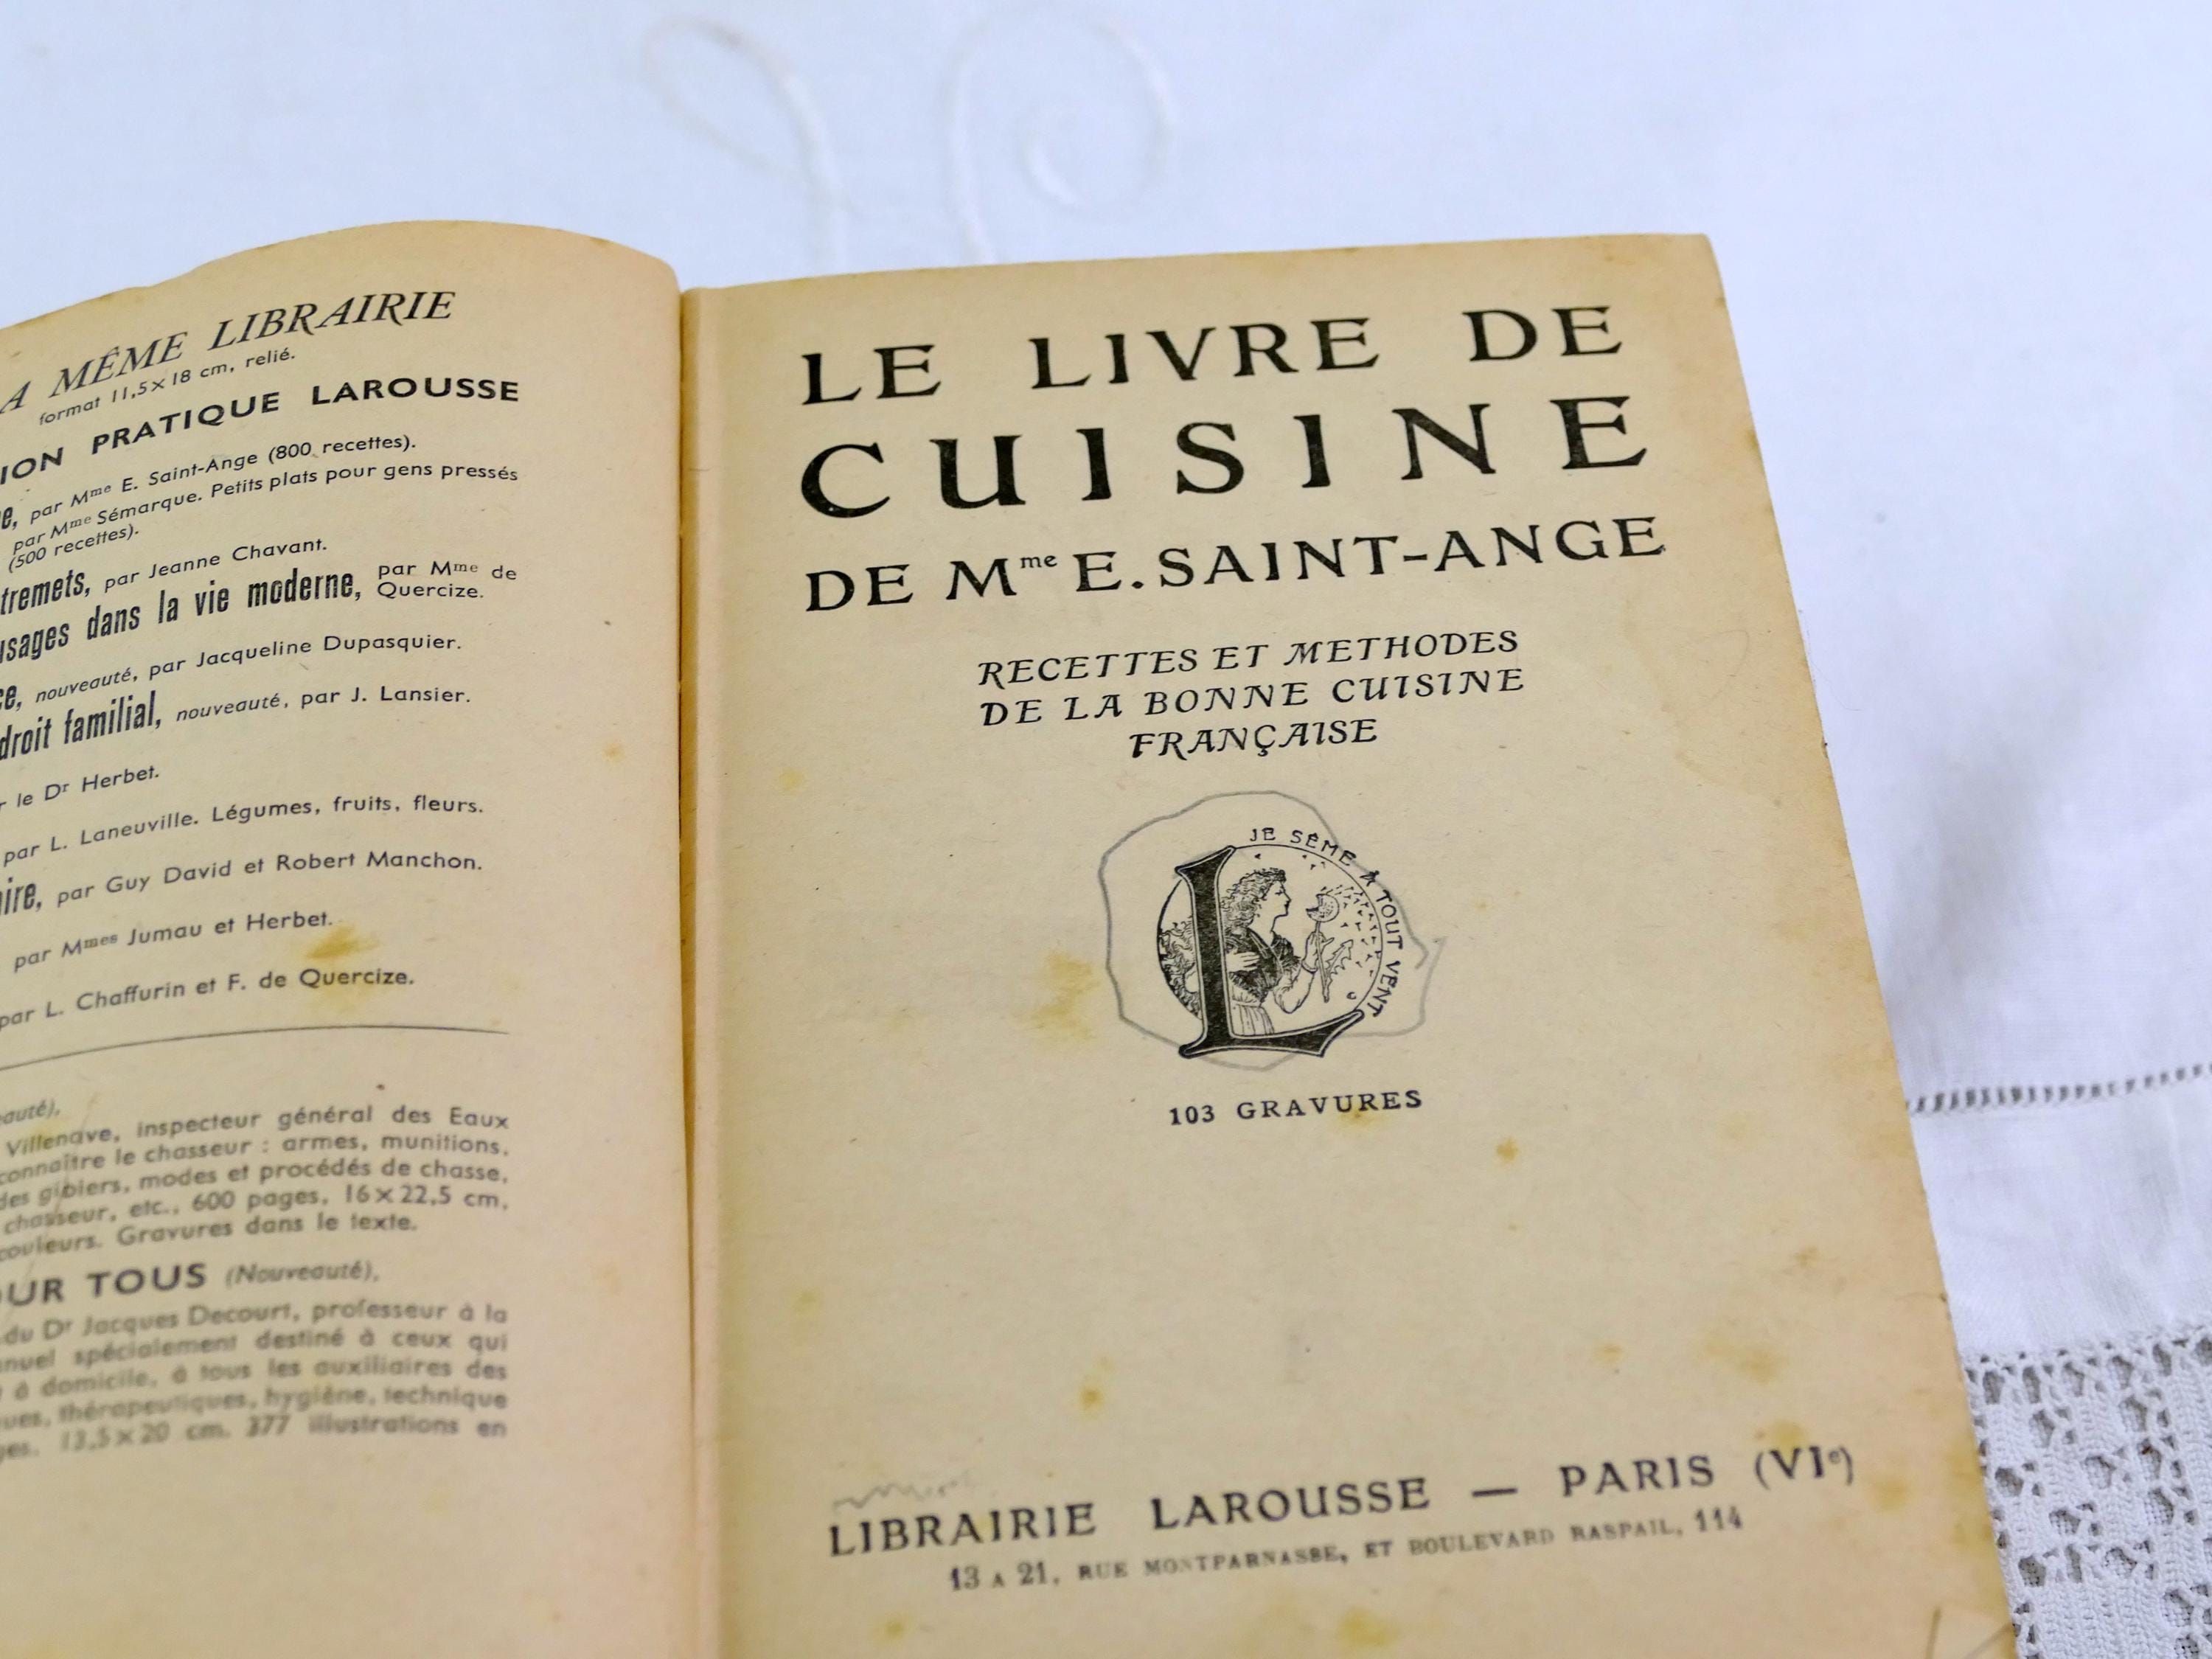 A MÊME LIBRAIRIE
format 11,5×18 cm, relié.
ION PRATIQUE LAROUSSE
e, par Mme E. Saint-Ange (800 recettes).
par Mme Sémarque. Petits plats pour gens pressés
(500 recettes).
tremets, par Jeanne Chavant.
usages dans la vie moderne, par Mme de
Quercize.
ce, nouveauté, par Jacqueline Dupasquier.
droit familial, nouveauté, par J. Lansier.
r le Dr Herbet.
par L. Laneuville. Légumes, fruits, fleurs.
aire, par Guy David et Robert Manchon.
par Mmes Jumau et Herbet.
par L. Chaffurin et F. de Quercize.
eauté),
Villenave, inspecteur général des Eaux
connaître le chasseur : armes, munitions,
des gibiers, modes et procédés de chasse,
chasseur, etc., 600 pages, 16×22,5 cm,
couleurs. Gravures dans le texte.
OUR TOUS (Nouveauté),
du Dr Jacques Decourt, professeur à la
nuel spécialement destiné à ceux qui
à domicile, à tous les auxiliaires des
ques, thérapeutiques, hygiène, technique
ges. 13,5×20 cm. 377 illustrations en
LE LIVRE DE
CUISINE
DE Mme E. SAINT-ANGE
RECETTES ET METHODES
DE LA BONNE CUISINE
FRANÇAISE
JE SÈME À TOUT VENT
L
103 GRAVURES
LIBRAIRIE LAROUSSE — PARIS (VIe)
13 A 21, RUE MONTPARNASSE, ET BOULEVARD RASPAIL, 114